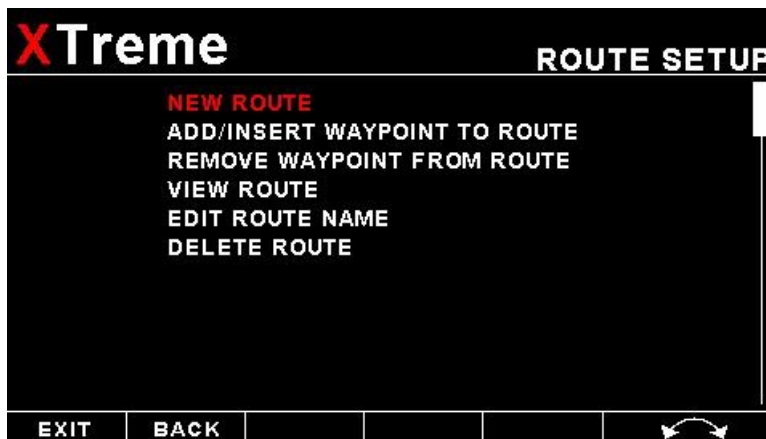 XTreme
ROUTE SETUP
NEW ROUTE
ADD/INSERT WAYPOINT TO ROUTE
REMOVE WAYPOINT FROM ROUTE
VIEW ROUTE
EDIT ROUTE NAME
DELETE ROUTE
EXIT BACK